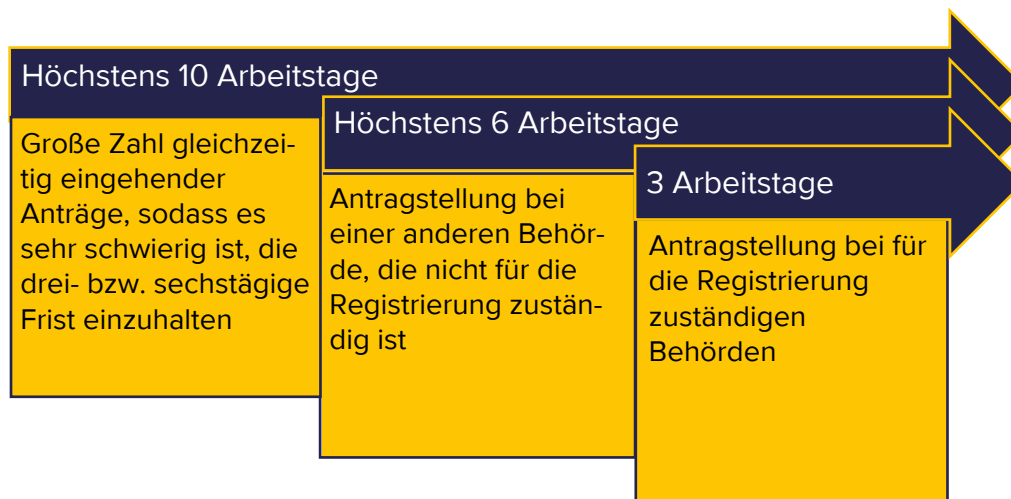 Höchstens 10 Arbeitstage
Große Zahl gleichzei-
tig eingehender
Anträge, sodass es
sehr schwierig ist, die
drei- bzw. sechstägige
Frist einzuhalten
Höchstens 6 Arbeitstage
Antragstellung bei
einer anderen Behör-
de, die nicht für die
Registrierung zustän-
dig ist
3 Arbeitstage
Antragstellung bei für
die Registrierung
zuständigen
Behörden